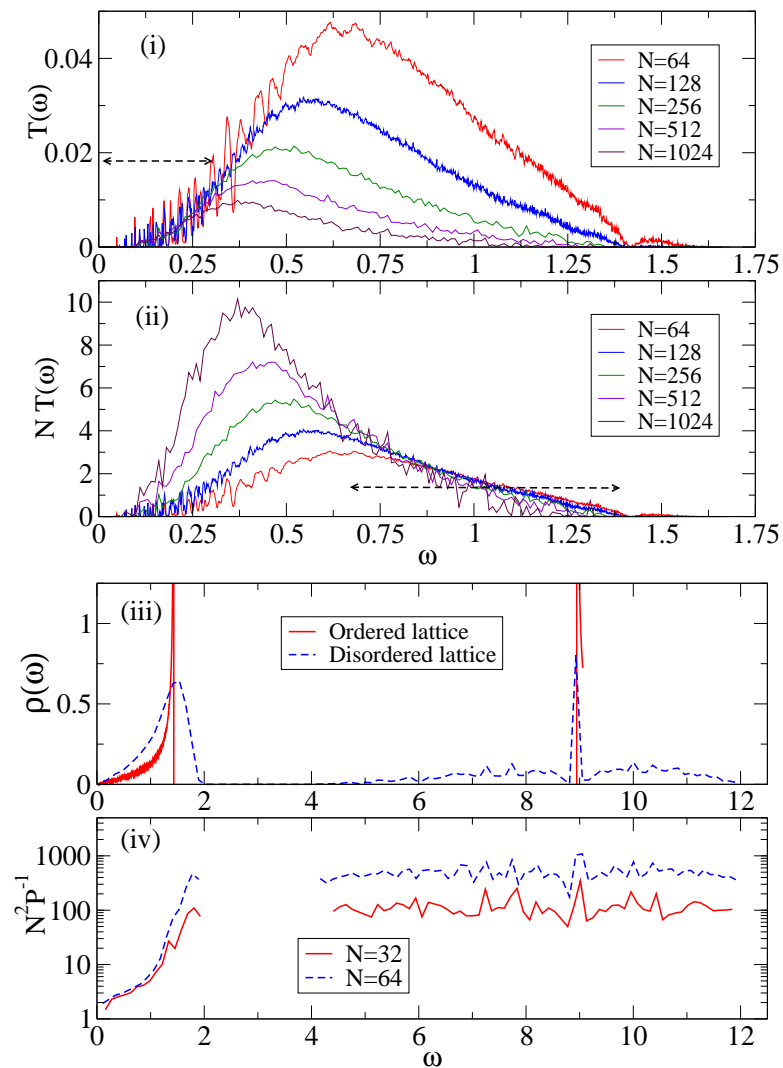 (i)
T(ω)
0.04
0.02
0
N=64
N=128
N=256
N=512
N=1024
0 0.25 0.5 0.75 1 1.25 1.5 1.75
(ii)
N T(ω)
10
8
6
4
2
0
N=64
N=128
N=256
N=512
N=1024
0 0.25 0.5 0.75 1 1.25 1.5 1.75
ω
(iii)
ρ(ω)
1
0.5
0
Ordered lattice
Disordered lattice
0 2 4 6 8 10 12
(iv)
N²P⁻¹
1000
100
10
1
N=32
N=64
0 2 4 6 8 10 12
ω